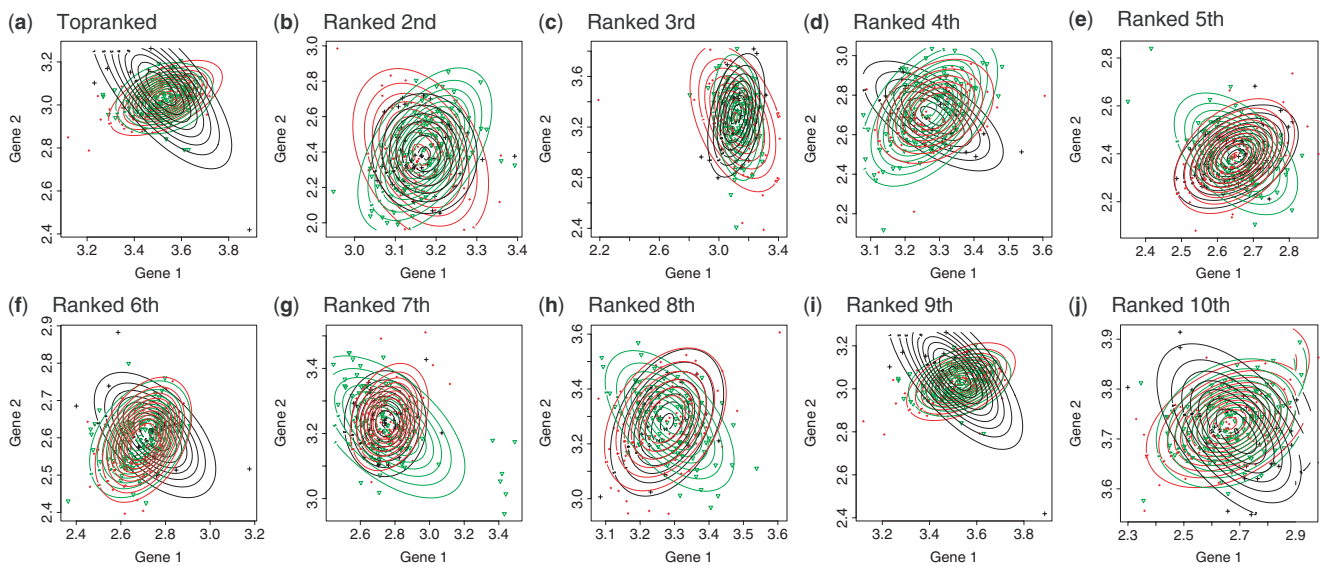 (a) Topranked
(b) Ranked 2nd
(c) Ranked 3rd
(d) Ranked 4th
(e) Ranked 5th
Gene 2
2.4 2.8 3.0 3.2
3.2 3.4 3.6 3.8
Gene 1
Gene 2
2.0 2.2 2.4 2.6 2.8 3.0
3.0 3.1 3.2 3.3 3.4
Gene 1
Gene 2
2.4 2.8 3.2 3.6
2.2 2.6 3.0 3.4
Gene 1
Gene 2
2.2 2.4 2.6 2.8 3.0
3.1 3.2 3.3 3.4 3.5 3.6
Gene 1
Gene 2
2.2 2.4 2.6 2.8
2.4 2.5 2.6 2.7 2.8
Gene 1
(f) Ranked 6th
(g) Ranked 7th
(h) Ranked 8th
(i) Ranked 9th
(j) Ranked 10th
Gene 2
2.4 2.5 2.6 2.7 2.8 2.9
2.4 2.6 2.8 3.0 3.2
Gene 1
Gene 2
3.0 3.2 3.4
2.6 2.7 2.8 2.9 3.0 3.1 3.4 3.5
Gene 1
Gene 2
3.0 3.2 3.4 3.6
3.1 3.2 3.3 3.4 3.5 3.6
Gene 1
Gene 2
2.4 2.6 2.8 3.0 3.2
3.2 3.4 3.6 3.8
Gene 1
Gene 2
3.6 3.7 3.8 3.9
2.3 2.5 2.7 2.9
Gene 1